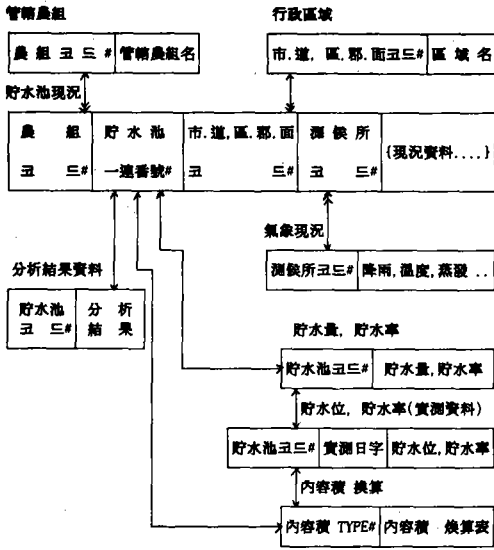 管轄農組
行政區域
農組코드# 管轄農組名
市.道, 區.郡.面코드# 區域名
貯水池現況
農組 貯水池 市.道,區.郡.面 測候所 {現況資料....}
코드# 一連番號# 코드# 코드#
氣象現況
分析結果資料
測候所코드# 降雨,溫度,蒸發 ..
貯水池 分析
코드# 結果
貯水量, 貯水率
貯水池코드# 貯水量,貯水率
貯水位, 貯水率(實測資料)
貯水池코드# 實測日字 貯水位,貯水率
內容積 換算
內容積 TYPE# 內容積 煥算表